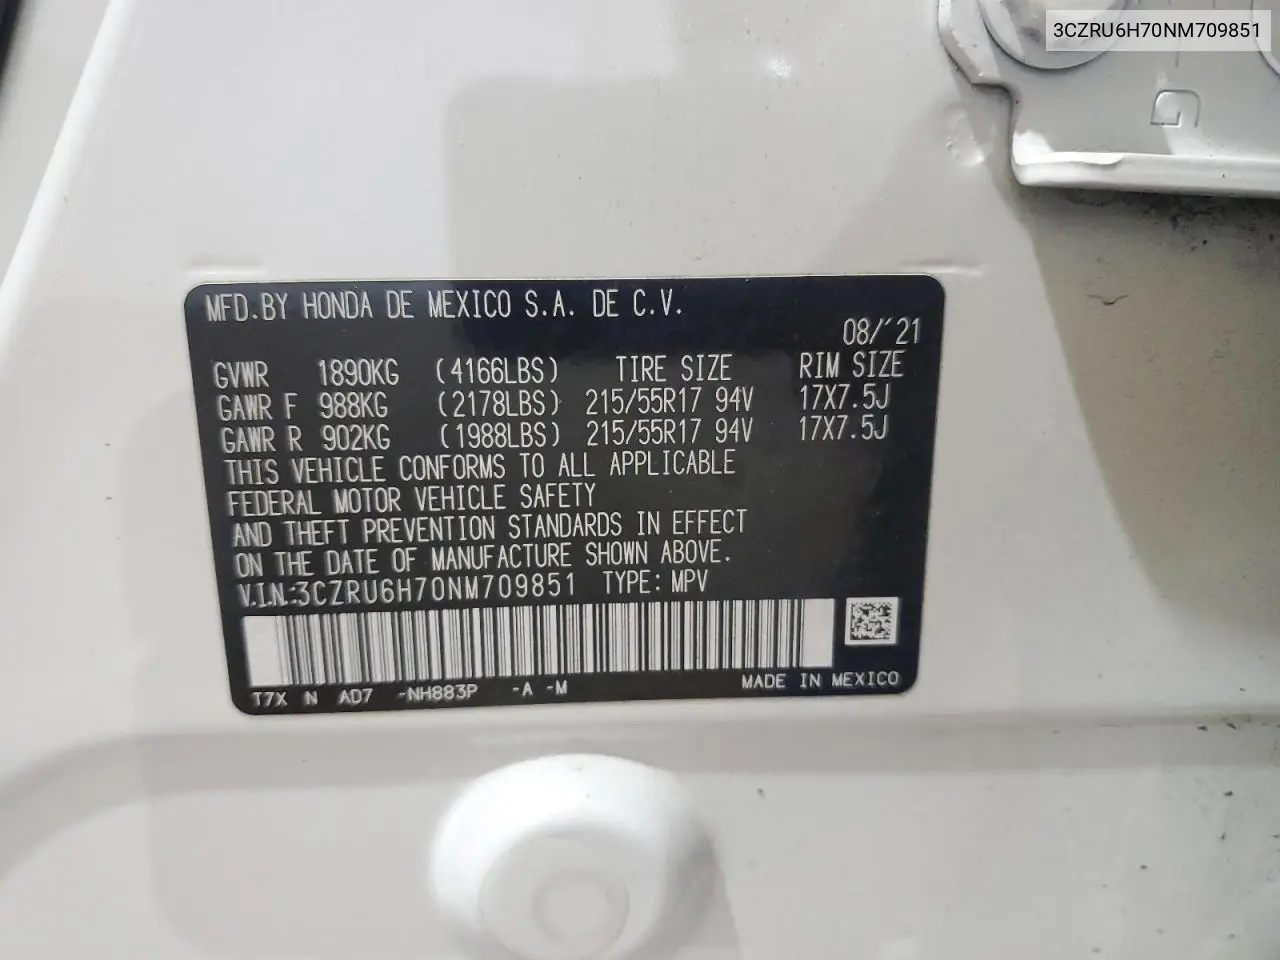 3CZRU6H70NM709851
G
MFD.BY HONDA DE MEXICO S.A. DE C.V.
08/'21
GVWR 1890KG (4166LBS) TIRE SIZE RIM SIZE
GAWR F 988KG (2178LBS) 215/55R17 94V 17X7.5J
GAWR R 902KG (1988LBS) 215/55R17 94V 17X7.5J
THIS VEHICLE CONFORMS TO ALL APPLICABLE
FEDERAL MOTOR VEHICLE SAFETY
AND THEFT PREVENTION STANDARDS IN EFFECT
ON THE DATE OF MANUFACTURE SHOWN ABOVE.
V.I.N.:3CZRU6H70NM709851 TYPE: MPV
T7X N AD7 -NH883P -A -M MADE IN MEXICO